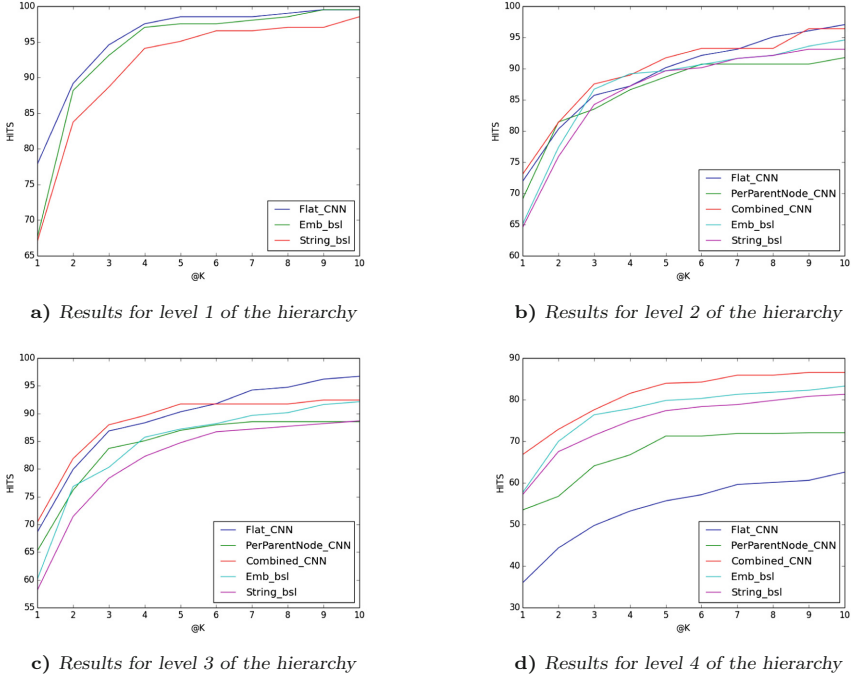 100
95
90
85
80
75
70
65
HITS
1 2 3 4 5 6 7 8 9 10
@K
Flat_CNN
Emb_bsl
String_bsl
a) Results for level 1 of the hierarchy
100
95
90
85
80
75
70
65
60
HITS
1 2 3 4 5 6 7 8 9 10
@K
Flat_CNN
PerParentNode_CNN
Combined_CNN
Emb_bsl
String_bsl
b) Results for level 2 of the hierarchy
100
95
90
85
80
75
70
65
60
55
HITS
1 2 3 4 5 6 7 8 9 10
@K
Flat_CNN
PerParentNode_CNN
Combined_CNN
Emb_bsl
String_bsl
c) Results for level 3 of the hierarchy
90
80
70
60
50
40
30
HITS
1 2 3 4 5 6 7 8 9 10
@K
Flat_CNN
PerParentNode_CNN
Combined_CNN
Emb_bsl
String_bsl
d) Results for level 4 of the hierarchy